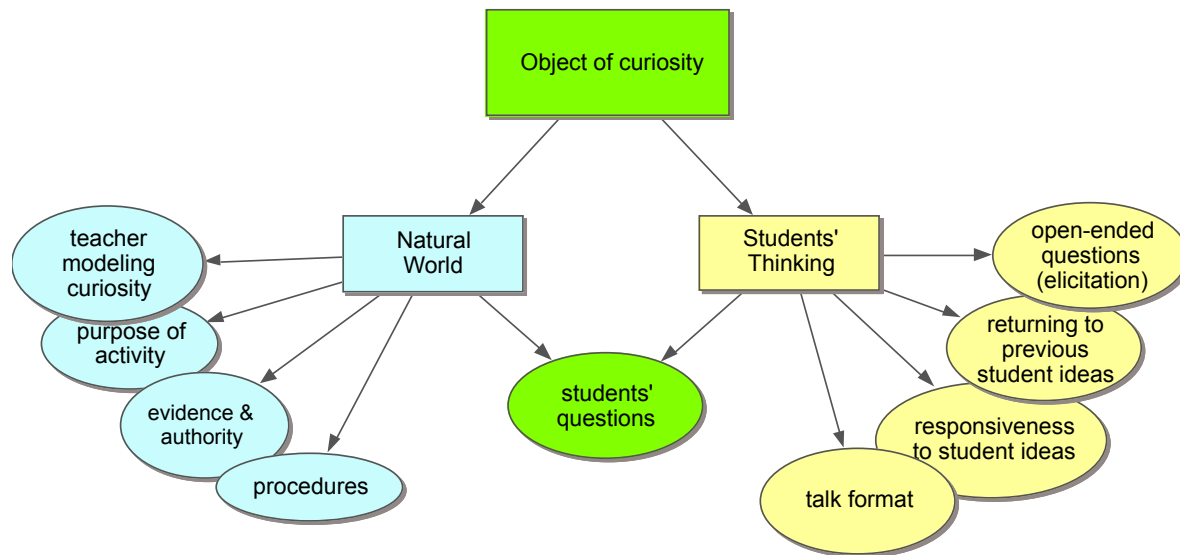 Object of curiosity
Natural
World
Students'
Thinking
teacher
modeling
curiosity
purpose of
activity
evidence &
authority
procedures
students'
questions
open-ended
questions
(elicitation)
returning to
previous
student ideas
responsiveness
to student ideas
talk format